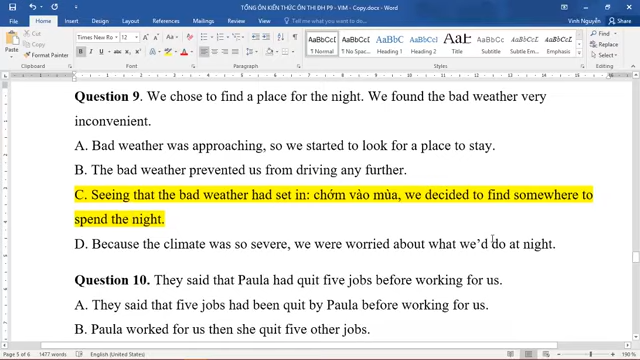 TỔNG ÔN KIẾN THỨC ÔN THI ĐH P9 - VIM - Copy.docx - Word
Vinh Nguyễn
File Home Insert Design Layout References Mailings Review View Tell me what you want to do...
Share
Times New Ro 12
Normal
No Spac...
Heading 1
Heading 2
Title
Subtitle
Subtle Em...
Find
Replace
Select
Clipboard Font Paragraph Styles Editing
Question 9. We chose to find a place for the night. We found the bad weather very
inconvenient.
A. Bad weather was approaching, so we started to look for a place to stay.
B. The bad weather prevented us from driving any further.
C. Seeing that the bad weather had set in: chớm vào mùa, we decided to find somewhere to
spend the night.
D. Because the climate was so severe, we were worried about what we’d do at night.
Question 10. They said that Paula had quit five jobs before working for us.
A. They said that five jobs had been quit by Paula before working for us.
B. Paula worked for us then she quit five other jobs.
Page 5 of 6 1477 words English (United States)